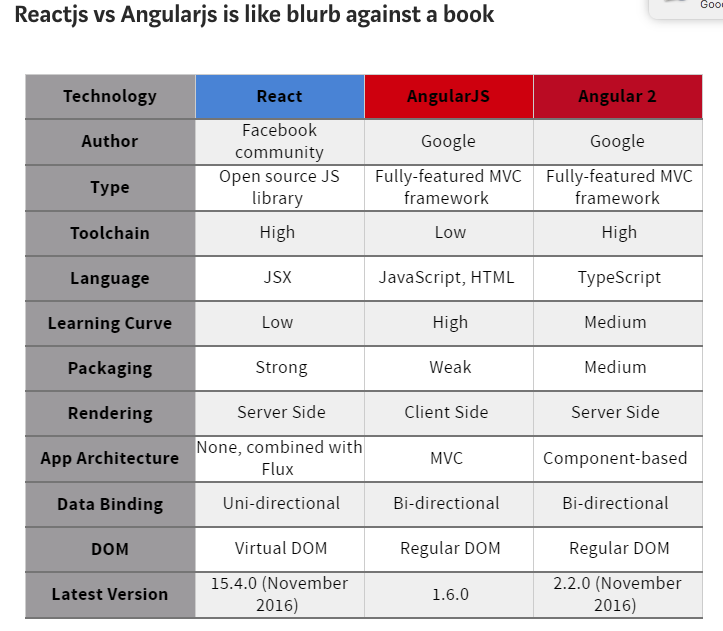 Reactjs vs Angularjs is like blurb against a book
Technology React AngularJS Angular 2
Author Facebook community Google Google
Type Open source JS library Fully-featured MVC framework Fully-featured MVC framework
Toolchain High Low High
Language JSX JavaScript, HTML TypeScript
Learning Curve Low High Medium
Packaging Strong Weak Medium
Rendering Server Side Client Side Server Side
App Architecture None, combined with Flux MVC Component-based
Data Binding Uni-directional Bi-directional Bi-directional
DOM Virtual DOM Regular DOM Regular DOM
Latest Version 15.4.0 (November 2016) 1.6.0 2.2.0 (November 2016)